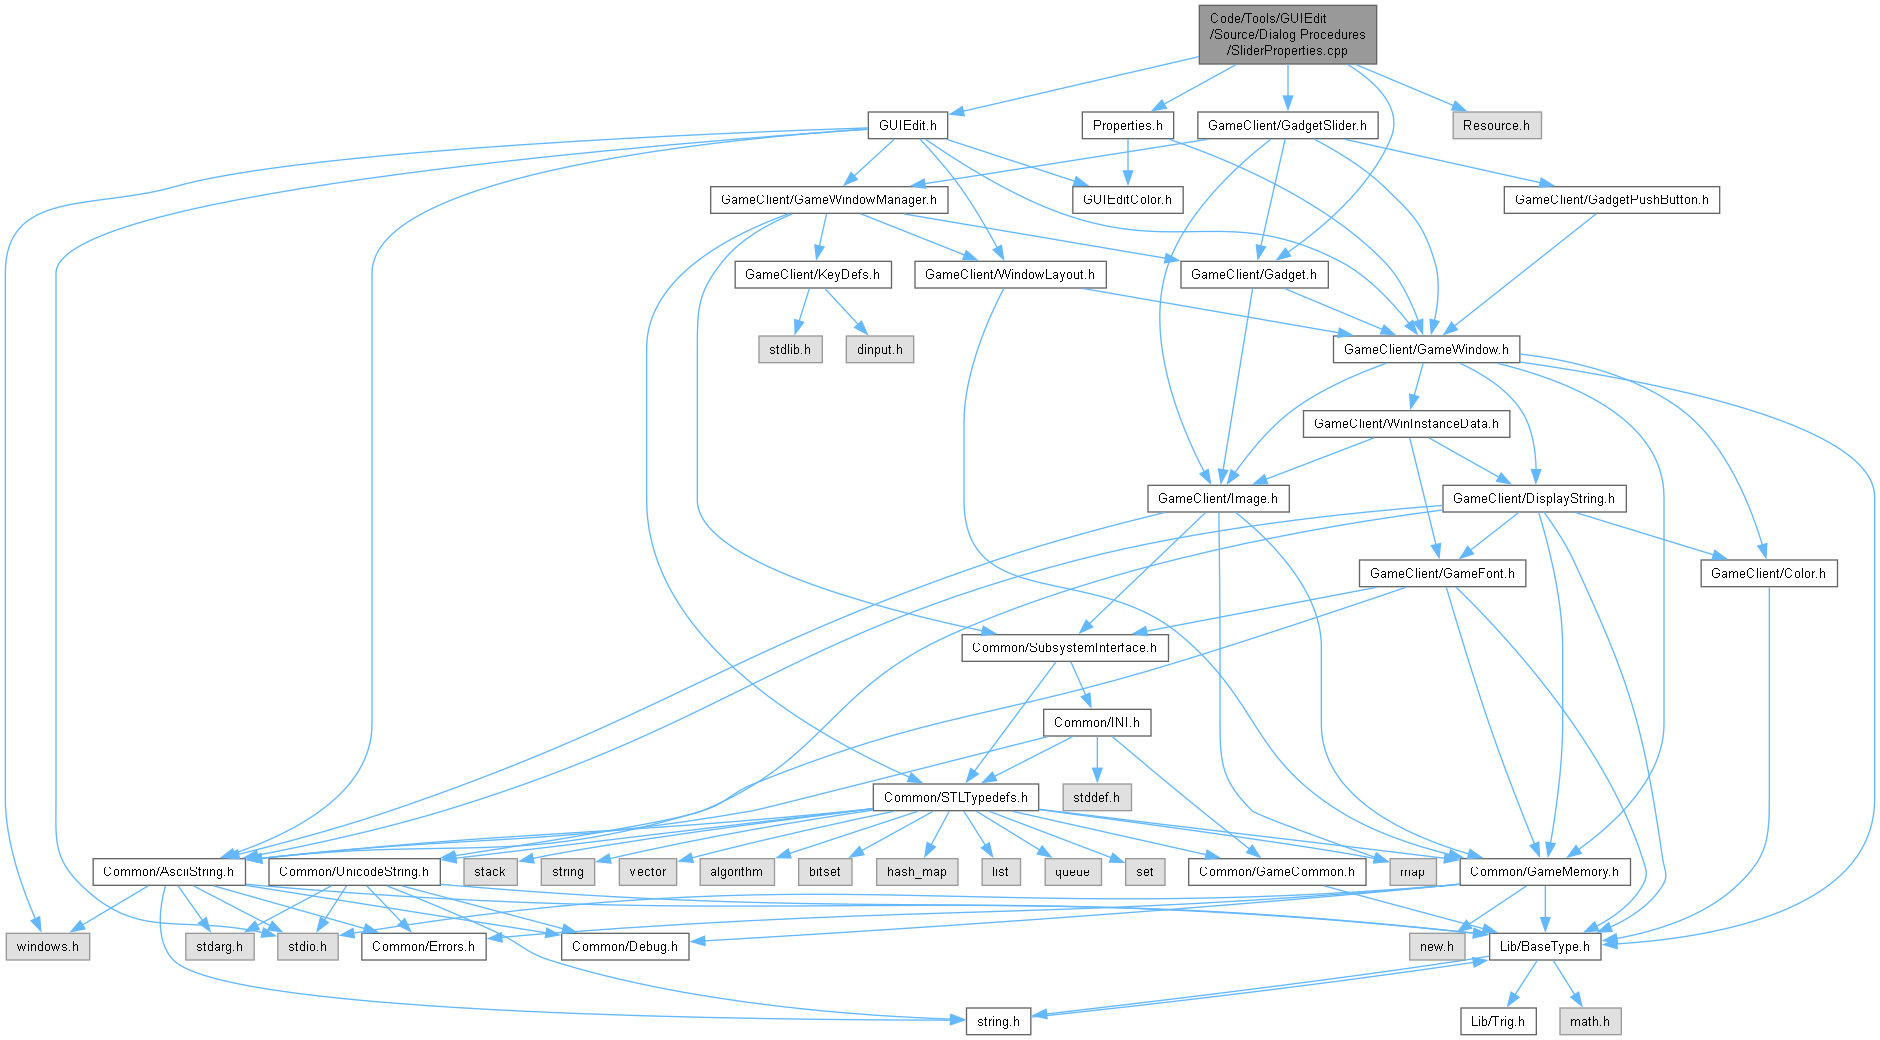 Code/Tools/GUIEdit
/Source/Dialog Procedures
/SliderProperties.cpp
GUIEdit.h
Properties.h
GameClient/GadgetSlider.h
Resource.h
GameClient/GameWindowManager.h
GUIEditColor.h
GameClient/GadgetPushButton.h
GameClient/KeyDefs.h
GameClient/WindowLayout.h
GameClient/Gadget.h
stdlib.h
dinput.h
GameClient/GameWindow.h
GameClient/WinInstanceData.h
GameClient/Image.h
GameClient/DisplayString.h
GameClient/GameFont.h
GameClient/Color.h
Common/SubsystemInterface.h
Common/INI.h
Common/STLTypedefs.h
stddef.h
Common/AsciiString.h
Common/UnicodeString.h
stack
string
vector
algorithm
bitset
hash_map
list
queue
set
Common/GameCommon.h
map
Common/GameMemory.h
windows.h
stdarg.h
stdio.h
Common/Errors.h
Common/Debug.h
new.h
Lib/BaseType.h
string.h
Lib/Trig.h
math.h